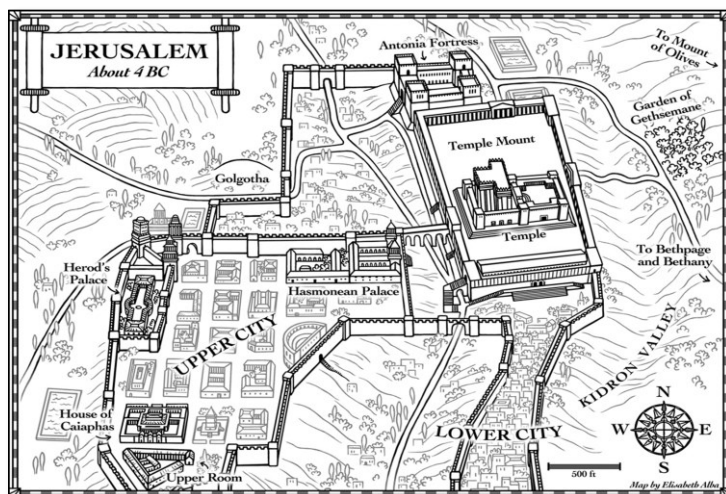 JERUSALEM
About 4 BC
Antonia Fortress
To Mount
of Olives
Garden of
Gethsemane
Temple Mount
Golgotha
Temple
To Bethpage
and Bethany
Herod's
Palace
Hasmonean Palace
UPPER CITY
KIDRON VALLEY
House of
Caiaphas
LOWER CITY
N
W
E
S
Upper Room
500 ft
Map by Elisabeth Alba